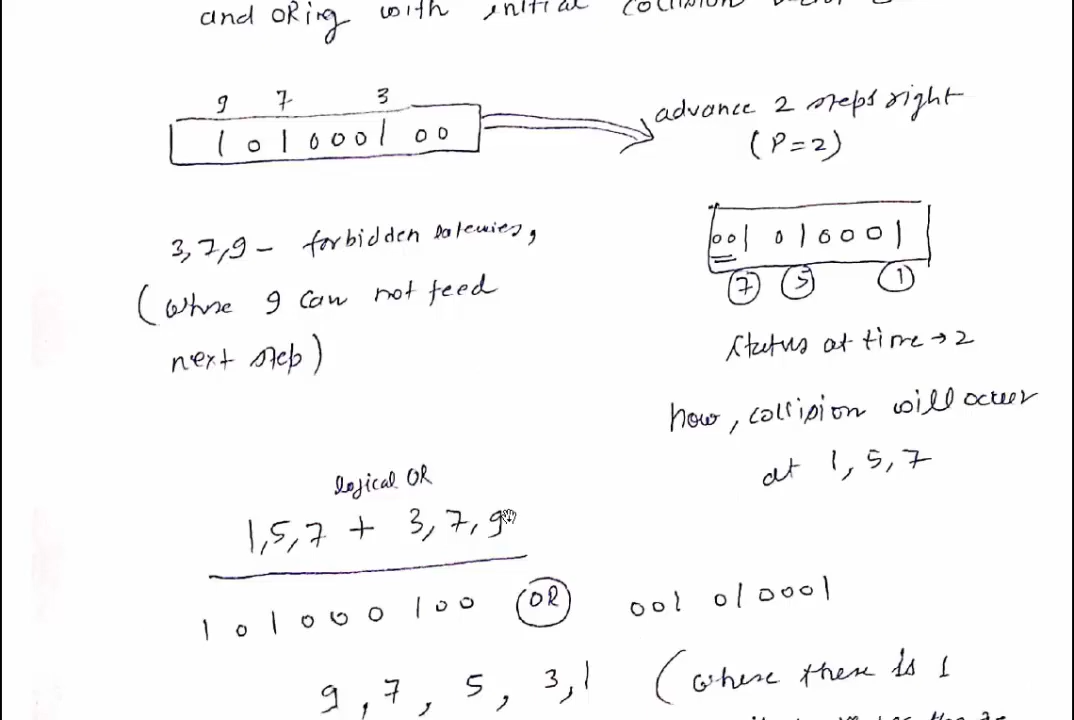 and ORing with initial collision
9 7 3
1 0 1 0 0 0 1 0 0
advance 2 steps right
(P=2)
0 0 1 0 1 0 0 0 1
7 5 1
Status at time → 2
now, collision will occur
at 1, 5, 7
3, 7, 9 - forbidden latencies,
(whose 9 can not feed
next step)
logical OR
1, 5, 7 + 3, 7, 9
1 0 1 0 0 0 1 0 0 OR 0 0 1 0 1 0 0 0 1
9, 7, 5, 3, 1 (where there is 1